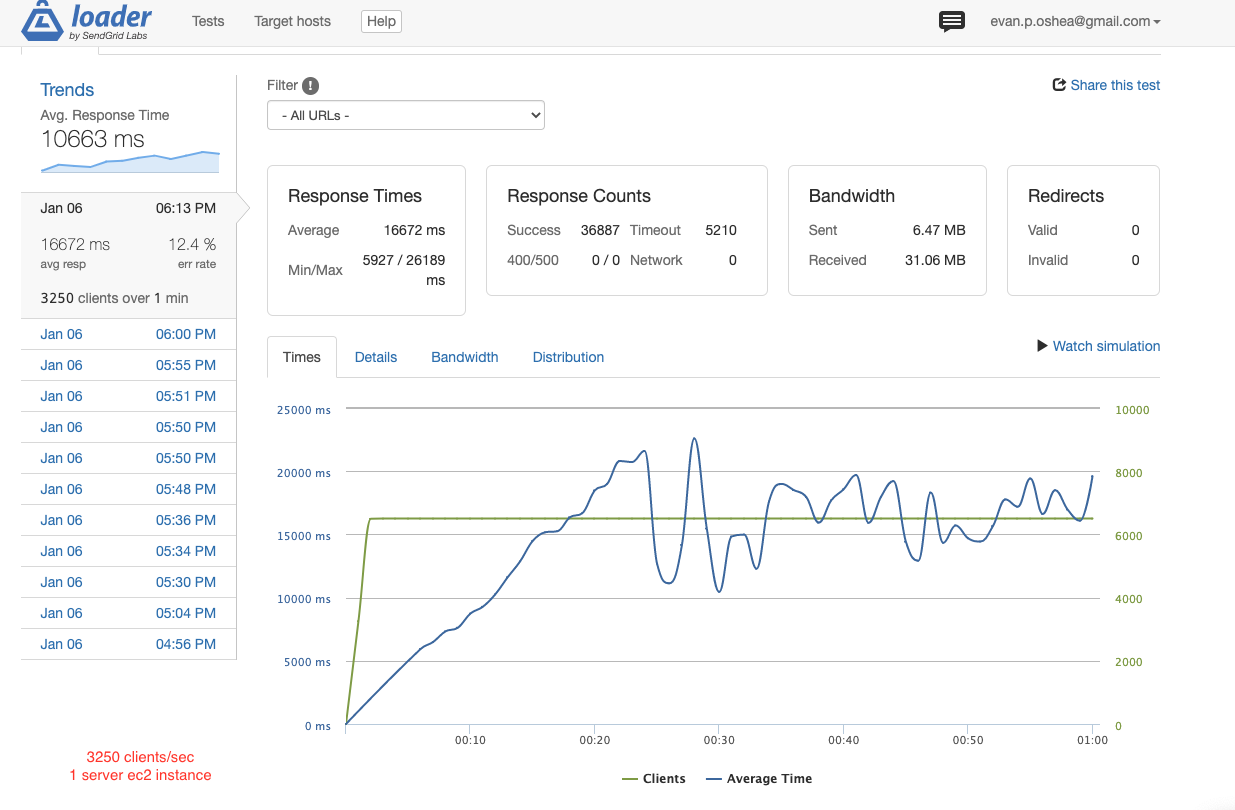 loader
by SendGrid Labs
Tests
Target hosts
Help
evan.p.oshea@gmail.com
Trends
Avg. Response Time
10663 ms
Jan 06 06:13 PM
16672 ms 12.4 %
avg resp err rate
3250 clients over 1 min
Jan 06 06:00 PM
Jan 06 05:55 PM
Jan 06 05:51 PM
Jan 06 05:50 PM
Jan 06 05:50 PM
Jan 06 05:48 PM
Jan 06 05:36 PM
Jan 06 05:34 PM
Jan 06 05:30 PM
Jan 06 05:04 PM
Jan 06 04:56 PM
3250 clients/sec
1 server ec2 instance
Filter !
Share this test
- All URLs -
Response Times
Average 16672 ms
Min/Max 5927 / 26189
ms
Response Counts
Success 36887 Timeout 5210
400/500 0 / 0 Network 0
Bandwidth
Sent 6.47 MB
Received 31.06 MB
Redirects
Valid 0
Invalid 0
Times Details Bandwidth Distribution
Watch simulation
25000 ms 10000
20000 ms 8000
15000 ms 6000
10000 ms 4000
5000 ms 2000
0 ms 0
00:10 00:20 00:30 00:40 00:50 01:00
Clients Average Time